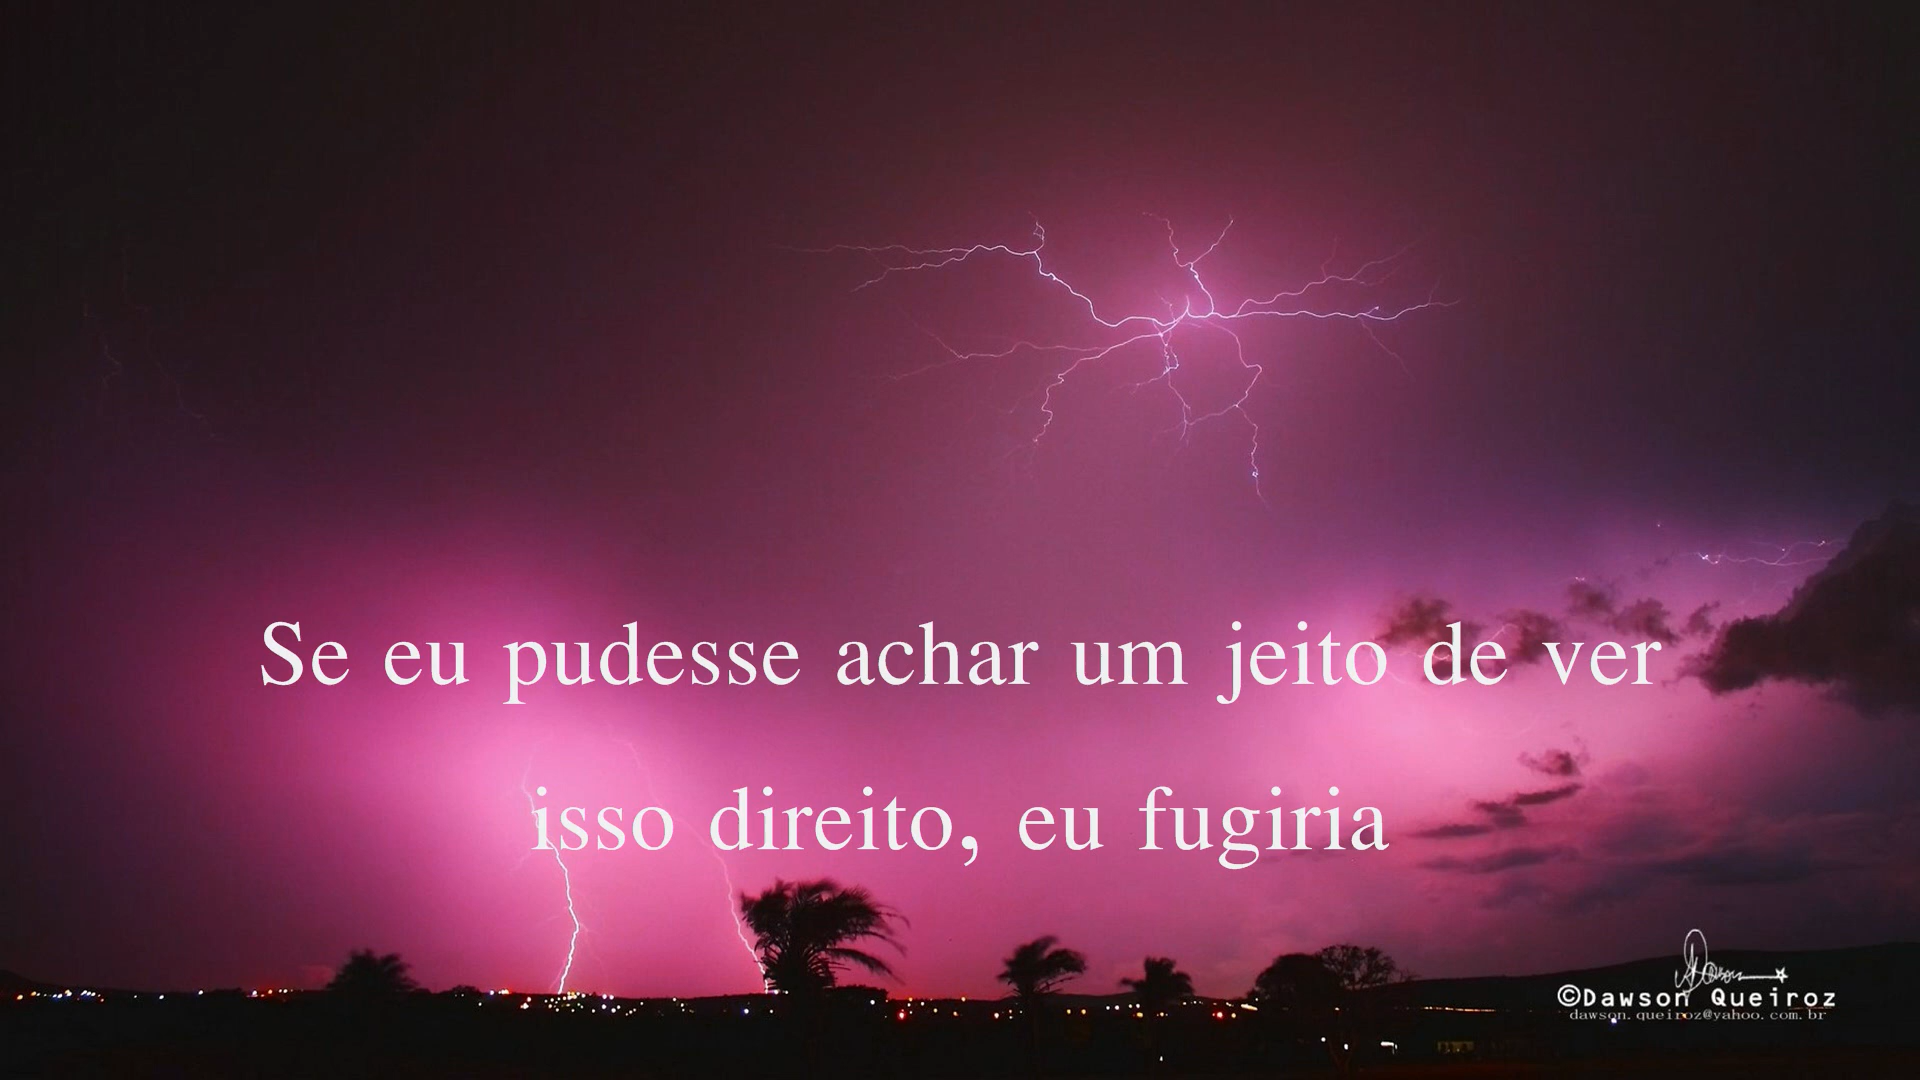 Se eu pudesse achar um jeito de ver
isso direito, eu fugiria
©Dawson Queiroz
dawson.queiroz@yahoo.com.br